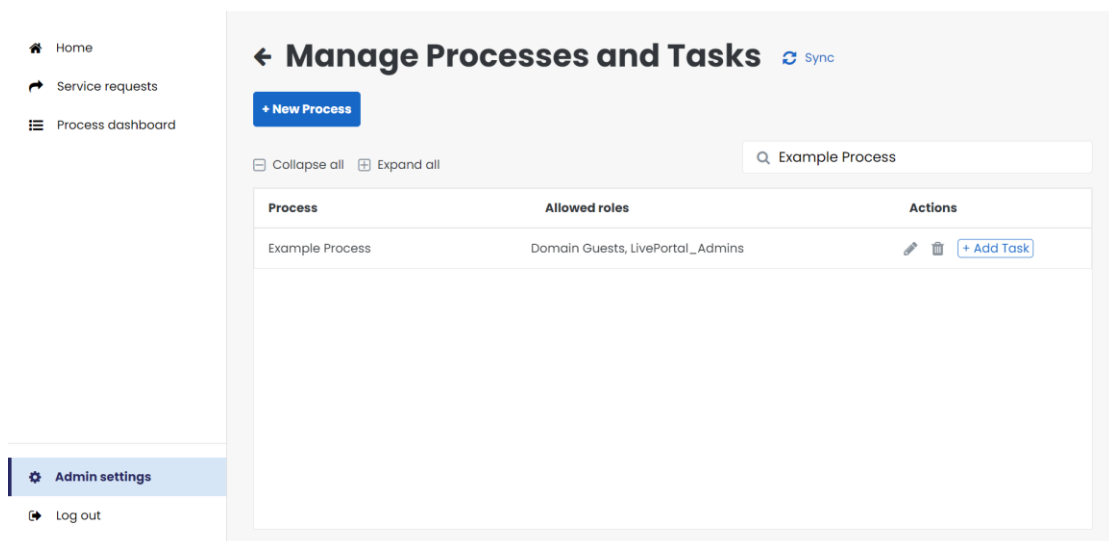 Home
Service requests
Process dashboard
Admin settings
Log out
Manage Processes and Tasks Sync
+ New Process
Collapse all Expand all
Example Process
Process Allowed roles Actions
Example Process Domain Guests, LivePortal_Admins + Add Task